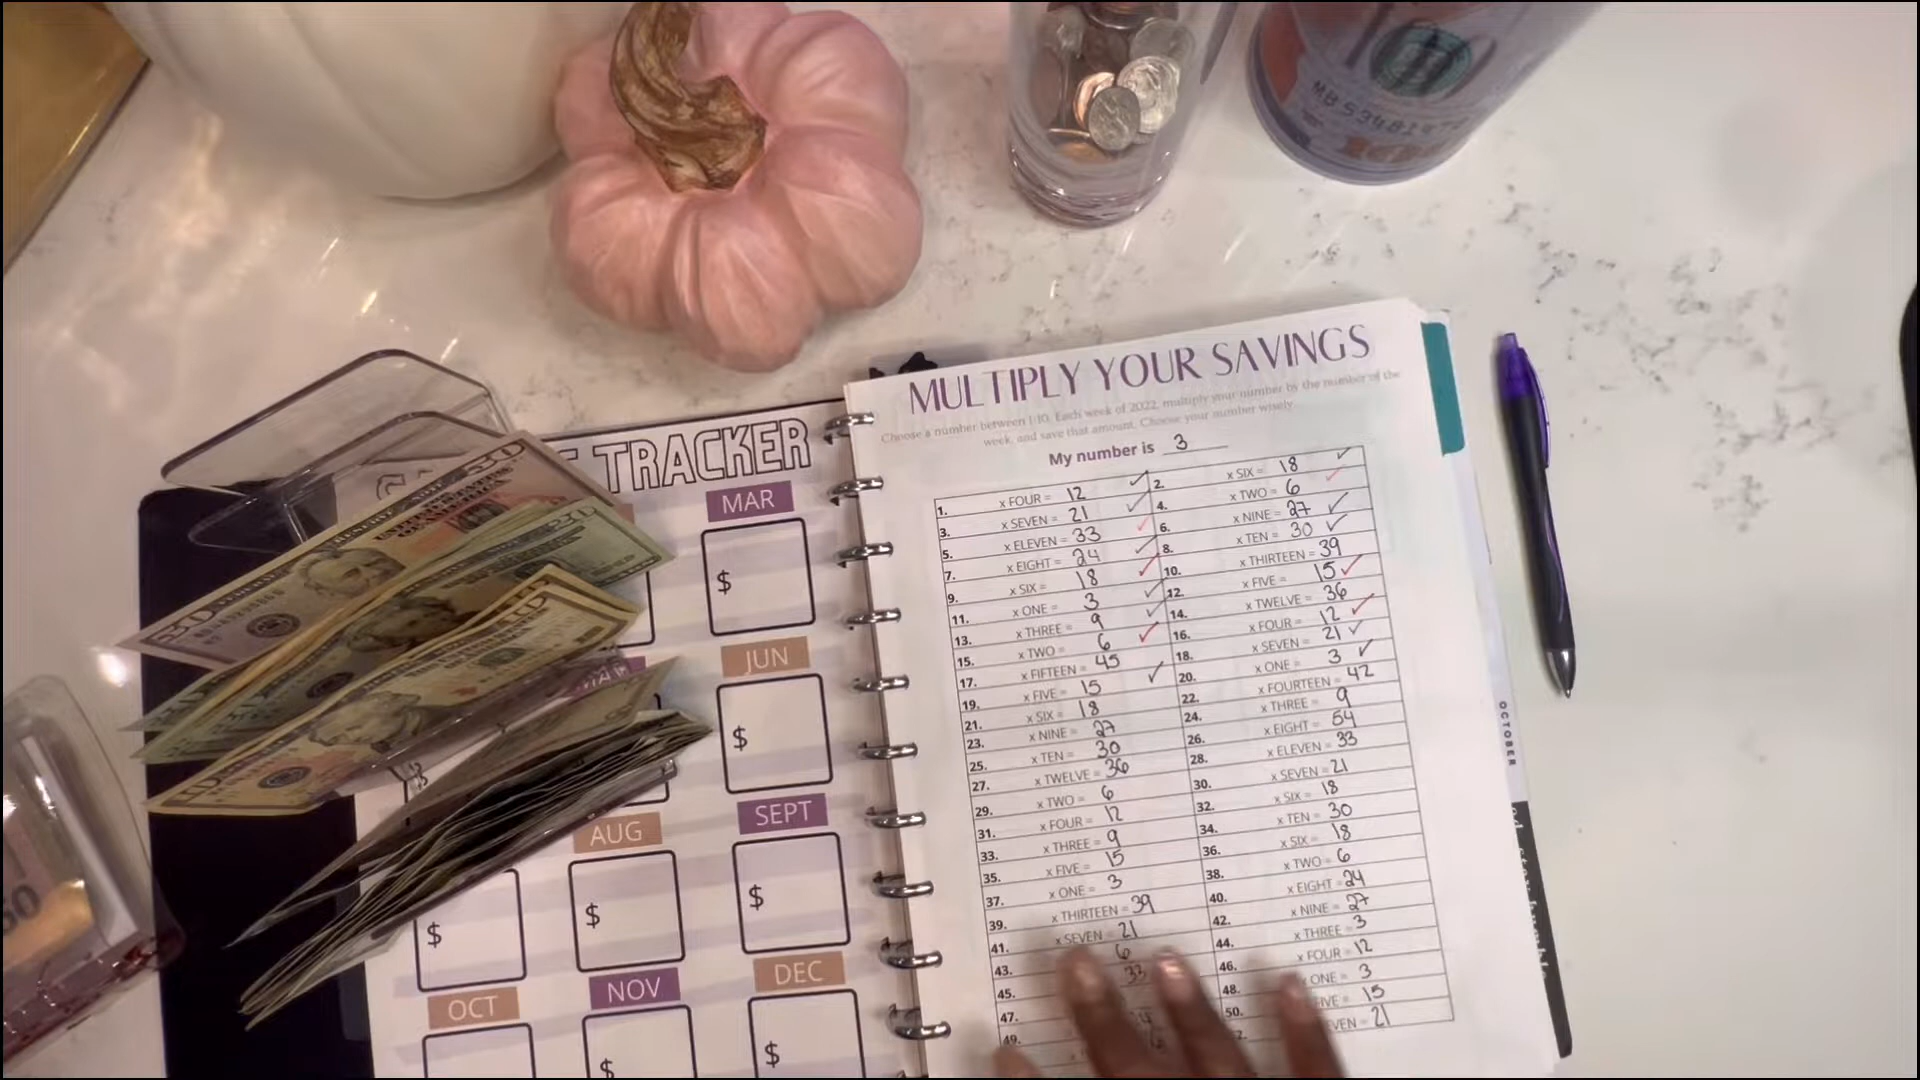 MB 5348197
TRACKER
MAR
$
JUN
$
AUG
$
SEPT
$
$
OCT
NOV
$
DEC
$
MULTIPLY YOUR SAVINGS
Choose a number between 1-10. Each week of 2022, multiply your number by the number of the
week, and save that amount. Choose your number wisely.
My number is 3
1. x FOUR = 12 ✓
2. x SIX = 18 ✓
3. x SEVEN = 21 ✓
4. x TWO = 6 ✓
5. x ELEVEN = 33 ✓
6. x NINE = 27 ✓
7. x EIGHT = 24 ✓
8. x TEN = 30 ✓
9. x SIX = 18 ✓
10. x THIRTEEN = 39
11. x ONE = 3 ✓
12. x FIVE = 15 ✓
13. x THREE = 9 ✓
14. x TWELVE = 36
15. x TWO = 6 ✓
16. x FOUR = 12 ✓
17. x FIFTEEN = 45
18. x SEVEN = 21 ✓
19. x FIVE = 15 ✓
20. x ONE = 3 ✓
21. x SIX = 18
22. x FOURTEEN = 42
23. x NINE = 27
24. x THREE = 9
25. x TEN = 30
26. x EIGHT = 54
27. x TWELVE = 36
28. x ELEVEN = 33
29. x TWO = 6
30. x SEVEN = 21
31. x FOUR = 12
32. x SIX = 18
33. x THREE = 9
34. x TEN = 30
35. x FIVE = 15
36. x SIX = 18
37. x ONE = 3
38. x TWO = 6
39. x THIRTEEN = 39
40. x EIGHT = 24
41. x SEVEN = 21
42. x NINE = 27
43. 6
44. x THREE = 3
45. 33
46. x FOUR = 12
47.
48. ONE = 3
49.
50. FIVE = 15
EVEN = 21
OCTOBER